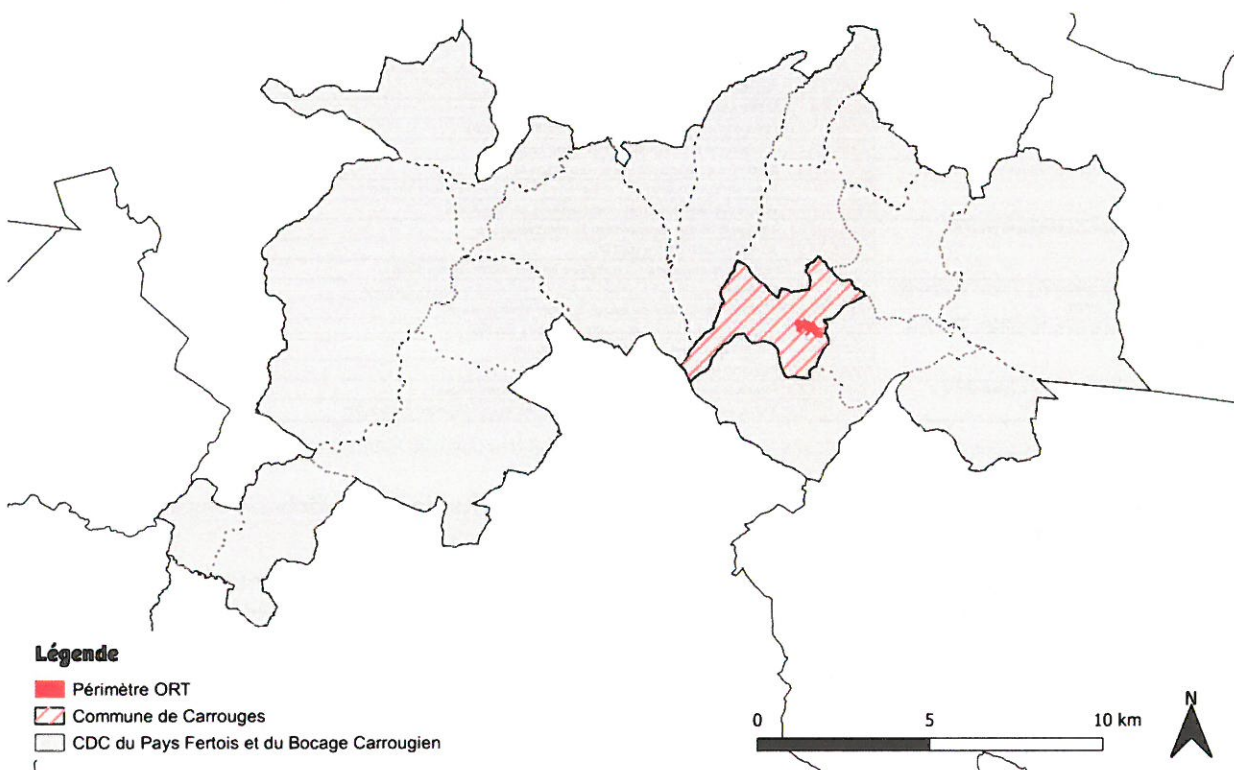 Légende
Périmètre ORT
Commune de Carrouges
CDC du Pays Fertois et du Bocage Carrougien
0 5 10 km
N